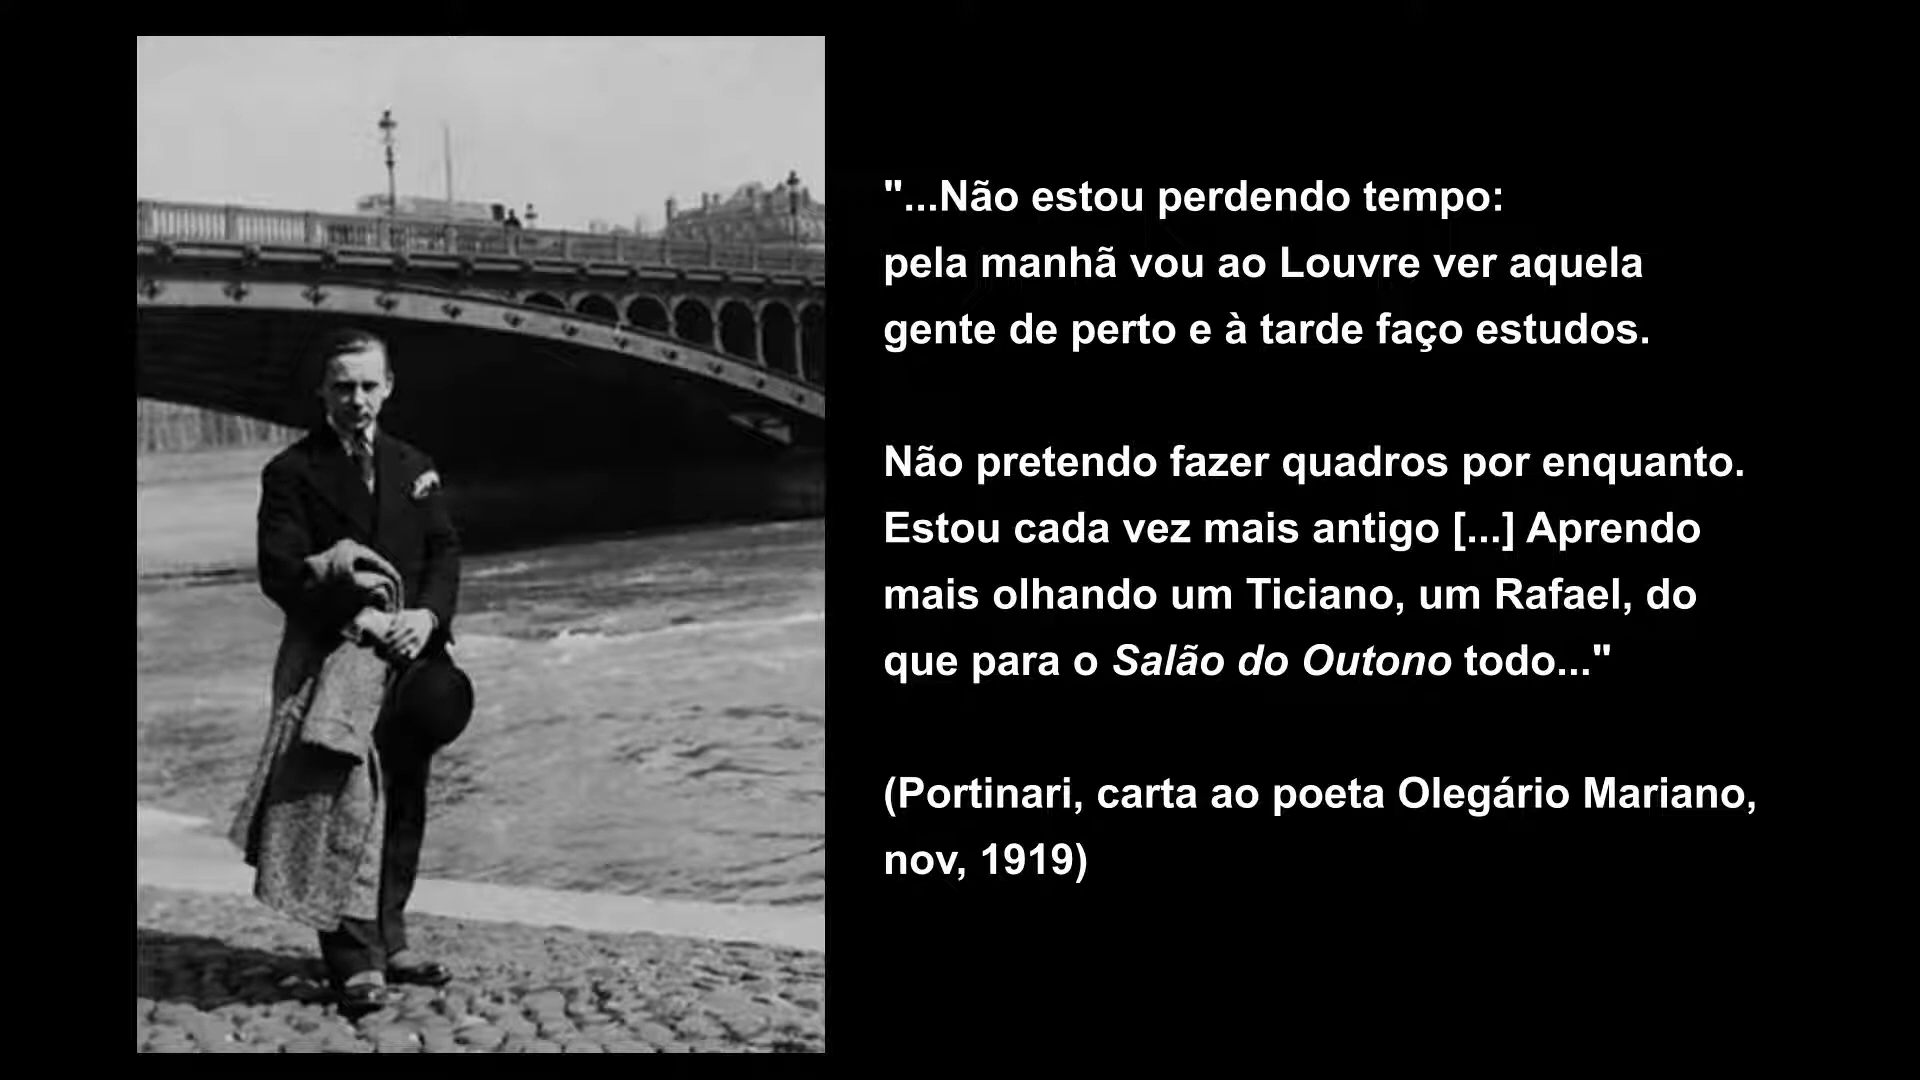 "...Não estou perdendo tempo:
pela manhã vou ao Louvre ver aquela
gente de perto e à tarde faço estudos.
Não pretendo fazer quadros por enquanto.
Estou cada vez mais antigo [...] Aprendo
mais olhando um Ticiano, um Rafael, do
que para o Salão do Outono todo..."
(Portinari, carta ao poeta Olegário Mariano,
nov, 1919)